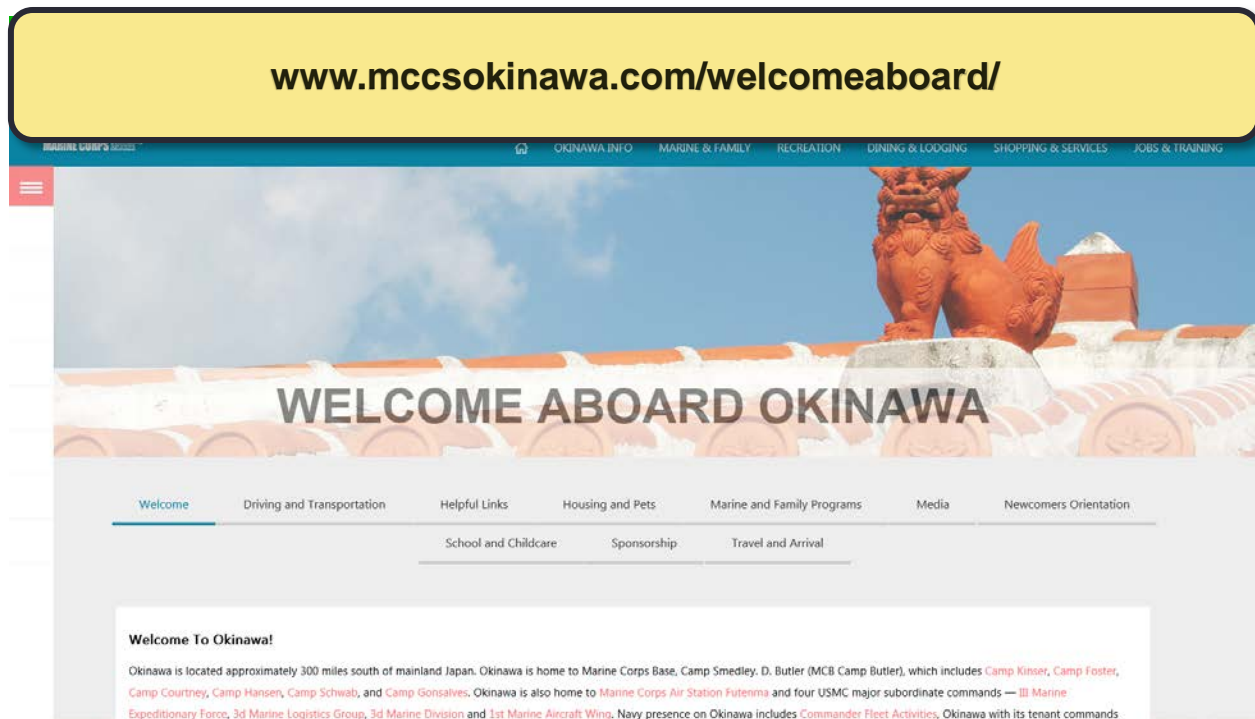 www.mccsokinawa.com/welcomeaboard/
MARINE CORPS
OKINAWA INFO MARINE & FAMILY RECREATION DINING & LODGING SHOPPING & SERVICES JOBS & TRAINING
WELCOME ABOARD OKINAWA
Welcome Driving and Transportation Helpful Links Housing and Pets Marine and Family Programs Media Newcomers Orientation
School and Childcare Sponsorship Travel and Arrival
Welcome To Okinawa!
Okinawa is located approximately 300 miles south of mainland Japan. Okinawa is home to Marine Corps Base, Camp Smedley. D. Butler (MCB Camp Butler), which includes Camp Kinser, Camp Foster,
Camp Courtney, Camp Hansen, Camp Schwab, and Camp Gonsalves. Okinawa is also home to Marine Corps Air Station Futenma and four USMC major subordinate commands — III Marine
Expeditionary Force, 3d Marine Logistics Group, 3d Marine Division and 1st Marine Aircraft Wing. Navy presence on Okinawa includes Commander Fleet Activities, Okinawa with its tenant commands